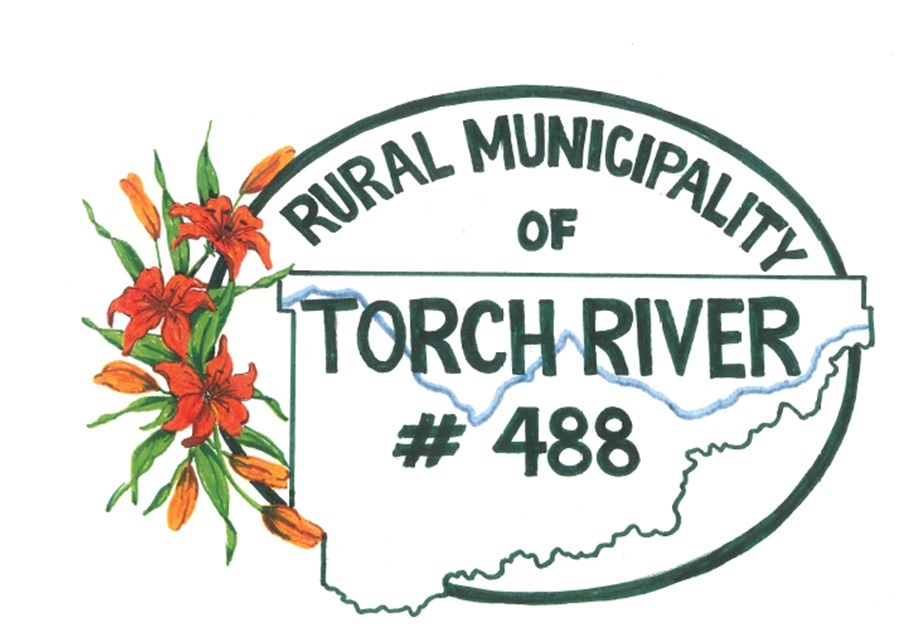 RURAL MUNICIPALITY
OF
TORCH RIVER
# 488